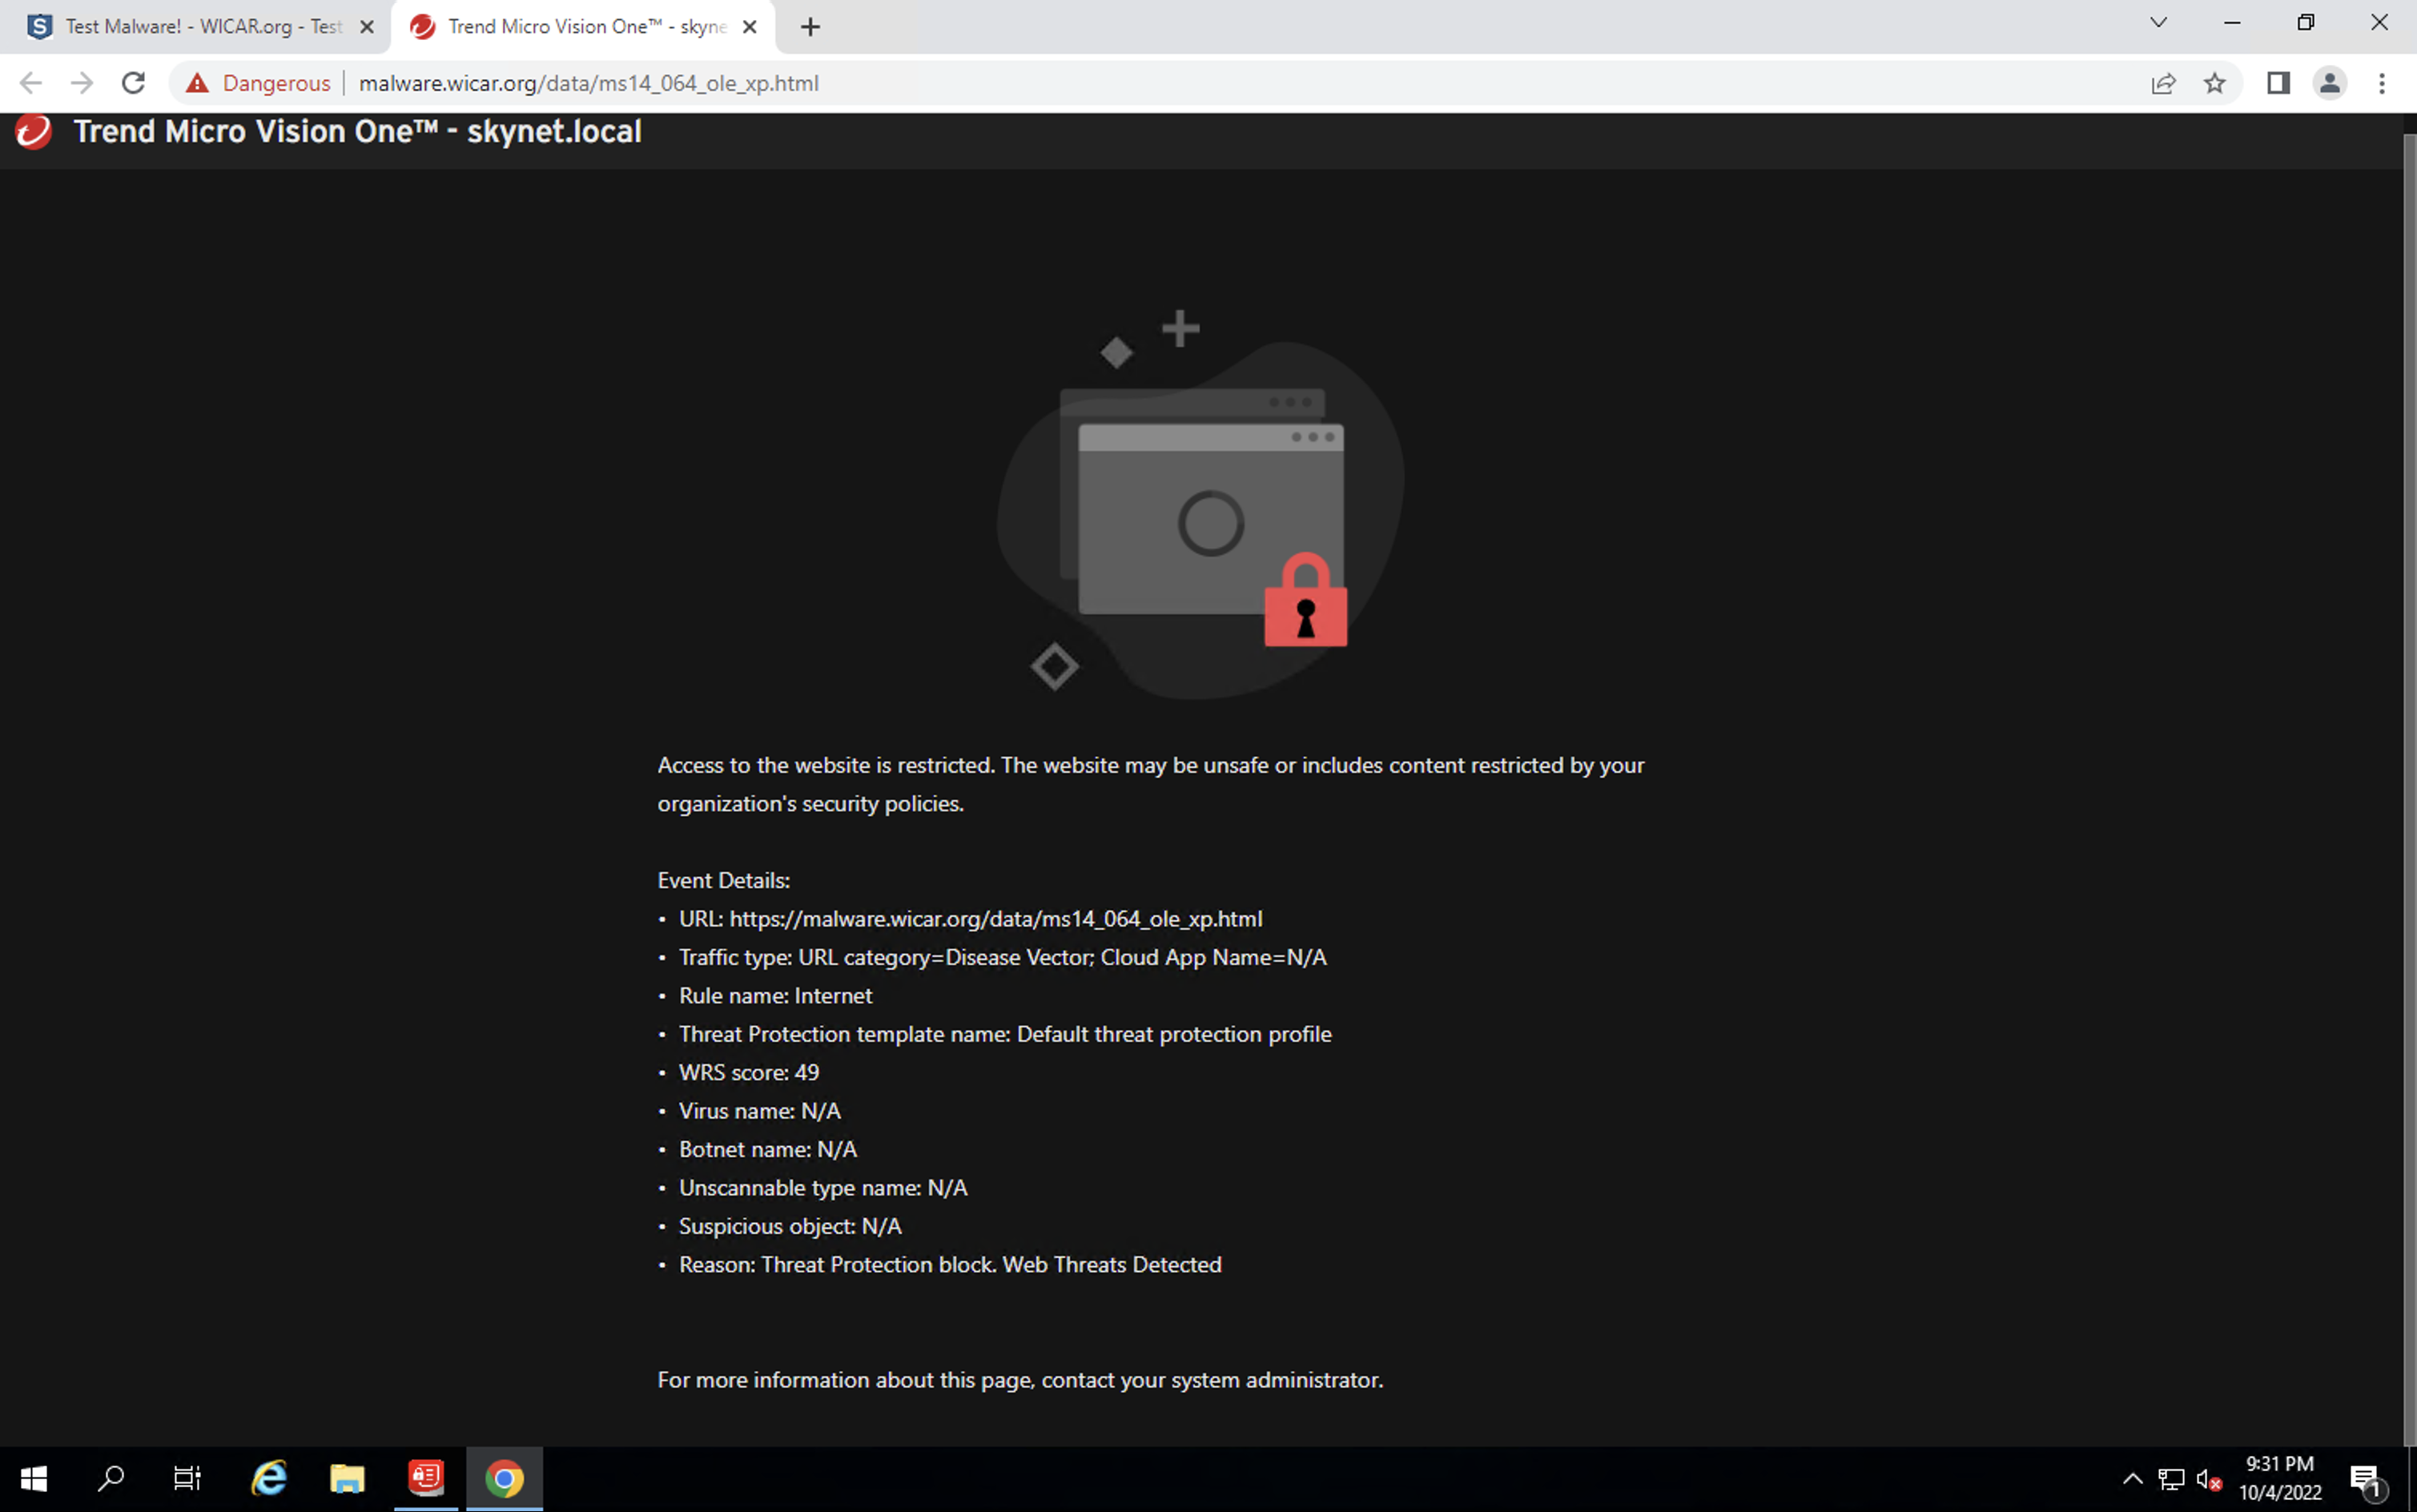 Test Malware! - WICAR.org - Test
Trend Micro Vision One™ - skyne
Dangerous
malware.wicar.org/data/ms14_064_ole_xp.html
Trend Micro Vision One™ - skynet.local
Access to the website is restricted. The website may be unsafe or includes content restricted by your
organization's security policies.
Event Details:
• URL: https://malware.wicar.org/data/ms14_064_ole_xp.html
• Traffic type: URL category=Disease Vector; Cloud App Name=N/A
• Rule name: Internet
• Threat Protection template name: Default threat protection profile
• WRS score: 49
• Virus name: N/A
• Botnet name: N/A
• Unscannable type name: N/A
• Suspicious object: N/A
• Reason: Threat Protection block. Web Threats Detected
For more information about this page, contact your system administrator.
9:31 PM
10/4/2022
1